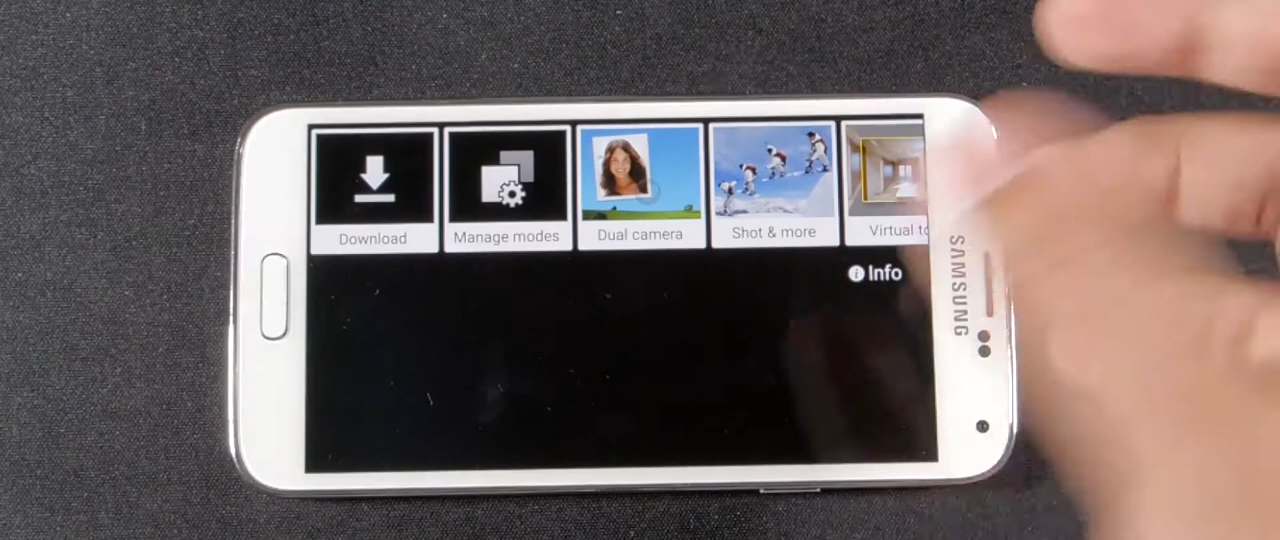 Download
Manage modes
Dual camera
Shot & more
Virtual to
Info
SAMSUNG